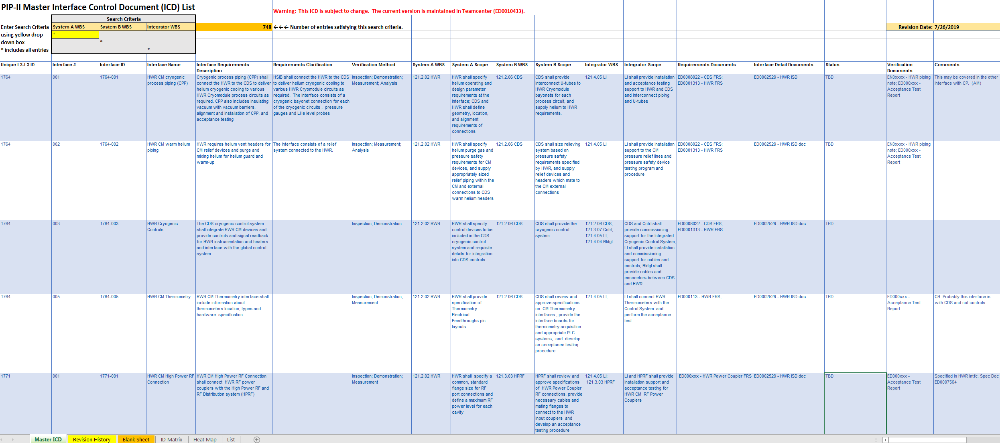 PIP-II Master Interface Control Document (ICD) List
Warning:  This ICD is subject to change.  The current version is maintained in Teamcenter (ED0010433).
Search Criteria
Enter Search Criteria
System A WBS
System B WBS
Integrator WBS
748
←←← Number of entries satisfying this search criteria.
Revision Date: 7/26/2019
using yellow drop
*
down box
*
* includes all entries
*
Unique L3-L3 ID
Interface #
Interface ID
Interface Name
Interface Requirements
Description
Requirements Clarification
Verification Method
System A WBS
System A Scope
System B WBS
System B Scope
Integrator WBS
Integrator Scope
Requirements Documents
Interface Detail Documents
Status
Verification
Documents
Comments
1764
001
1764-001
HWR CM cryogenic
process piping (CPP)
Cryogenic process piping (CPP) shall
connect the HWR to the CDS to deliver
helium cryogenic cooling to various
HWR Cryomodule process circuits as
required. CPP also includes insulating
vacuum with vacuum barriers,
alignment and installation of CPP, and
acceptance testing
HSIB shall connect the HWR to the CDS
to deliver helium cryogenic cooling to
various HWR Cryomodule circuits as
required.  The interface consists of a
cryogenic bayonet connection for each
of the cryogenic circuits ,  pressure
gauges and LHe level probes
Inspection; Demonstration;
Measurement; Analysis
121.2.02 HWR
HWR shall specify
helium operating and
design parameter
requirements at the
interface; CDS and
HWR shall define
geometry, location,
and alignment
requirements of
connections
121.2.06 CDS
CDS shall provide
interconnect U-tubes to
HWR Cryomodule
bayonets for each
process circuit, and
supply helium to HWR
requirements.
121.4.05 LI
LI shall provide installation
and acceptance testing
support to HWR and CDS
and interconnect piping
and U-tubes
ED0008022 - CDS FRS;
ED0001313 - HWR FRS
ED0002529 - HWR ISD
TBD
EN0xxxx - HWR piping
note; ED000xxx -
Acceptance Test
Report
This may be covered in the other
interface with CP.  (AM)
1764
002
1764-002
HWR CM warm helium
piping
HWR requires helium vent headers for
CM relief devices and purge and
mixing helium for helium guard and
warm-up
The interface consists of a relief
system connected to the HWR.
Inspection; Measurement;
Analysis
121.2.02 HWR
HWR shall specify
helium purge gas and
pressure safety
requirements for CM
devices, and supply
appropriately sized
relief piping within the
CM and external
connections to CDS
warm helium headers
121.2.06 CDS
CDS shall size relieving
system based on
pressure safety
requirements specified
by HWR, and supply
relief devices and
headers which mate to
the CM external
connections
121.4.05 LI
LI shall provide installation
support to the CM
pressure relief lines and
pressure safety device
testing program and
procedure
ED0008022 - CDS FRS;
ED0001313 - HWR FRS
ED0002529 - HWR ISD doc
TBD
EN0xxxx - HWR piping
note; ED000xxx -
Acceptance Test
Report
1764
003
1764-003
HWR Cryogenic
Controls
The CDS cryogenic control system
shall integrate HWR CM devices and
provide controls and signal readback
for HWR instrumentation and heaters
and interface with the global control
system
Inspection; Demonstration
121.2.02 HWR
HWR shall specify
control devices to be
included in the CDS
cryogenic control
system and requisite
details for integration
into CDS controls
121.2.06 CDS
CDS shall provide the
cryogenic control
system
121.2.06 CDS;
121.3.07 Cntrl;
121.4.05 LI;
121.4.04 BldgI
CDS and Cntrl shall
provide commissioning
support for the Integrated
Cryogenic Control System;
LI shall provide installation
and commissioning
support for cables and
controls; BldgI shall
provide cables and
connectors between CDS
and HWR
ED0008022 - CDS FRS;
ED0001313 - HWR FRS
ED0002529 - HWR ISD doc
TBD
1764
005
1764-005
HWR CM Thermometry
HWR CM Thermometry interface shall
include information about
thermometers location, types and
hardware  specification
Inspection; Demonstration;
Measurement
121.2.02 HWR
HWR shall provide
specification of
Thermometry
Electrical
Feedthroughs pin
layouts
121.2.06 CDS
CDS shall review and
approve specifications
on  CM Thermometry
interfaces , provide the
interface boards for
thermometry acquisition
and appropriate PLC
systems,  and  develop
an acceptance testing
procedure
121.4.05 LI;
LI shall connect HWR
Thermometers with the
Control System  and
perform the acceptance
test
ED000113 - HWR FRS;
ED0002529 - HWR ISD doc
TBD
ED000xxx -
Acceptance Test
Report
CB: Probably this interface is
with CDS and not controls
1771
001
1771-001
HWR CM High Power RF
Connection
HWR CM High Power RF Connection
shall connect  HWR RF power
couplers with the High Power RF and
RF Distribution system (HPRF)
Inspection; Demonstration;
Measurement
121.2.02 HWR
HWR shall  specify a
common, standard
flange size for RF
port connections and
define a maximum RF
power level for each
cavity
121.3.03 HPRF
HPRF shall review and
approve specifications
of  HWR Power Coupler
RF connections, provide
necessary cables and
mating flanges to
connect to the HWR
input couplers  and
develop an acceptance
testing procedure
121.4.05 LI;
121.3.03 HPRF
LI and HPRF shall provide
installation support and
acceptance testing for
HWR CM  RF Power
Couplers
ED000xxx - HWR Power Coupler FRS
ED0002529 - HWR ISD doc
TBD
ED000xxx -
Acceptance Test
Report
Specified in HWR Intfc. Spec Doc
ED0007564
Master ICD
Revision History
Blank Sheet
ID Matrix
Heat Map
List